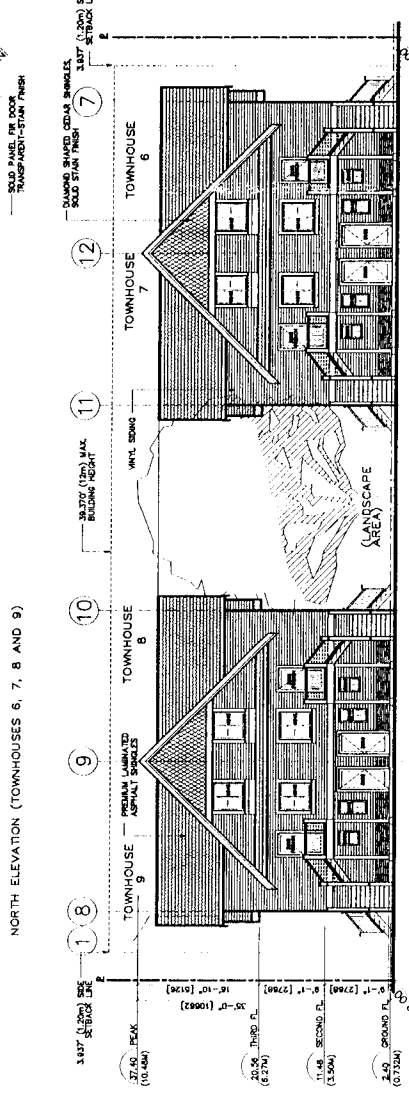 NORTH ELEVATION (TOWNHOUSES 6, 7, 8 AND 9)
SOLID PANEL FIR DOOR
TRANSPARENT-STAIN FINISH
3.937' (1.20m) SIDE
SETBACK LINE
P
1
8
9
10
39.370' (12m) MAX.
BUILDING HEIGHT
11
12
DIAMOND SHAPED CEDAR SHINGLES,
SOLID STAIN FINISH
7
3.937' (1.20m)
SETBACK
P
TOWNHOUSE
9
PREMIUM LAMINATED
ASPHALT SHINGLES
TOWNHOUSE
8
VINYL SIDING
TOWNHOUSE
7
TOWNHOUSE
6
37.40 PEAK
(10.48M)
35'-0" [10662]
16'-10" [5126]
20.56 THIRD FL.
(6.27M)
9'-1" [2768]
11.48 SECOND FL.
(3.50M)
9'-1" [2768]
2.40 GROUND FL.
(0.732M)
(LANDSCAPE
AREA)